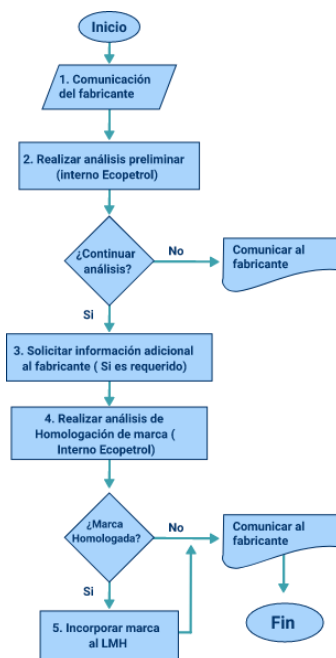 Inicio
1. Comunicación
del fabricante
2. Realizar análisis preliminar
(interno Ecopetrol)
¿Continuar
análisis?
No
Comunicar al
fabricante
Si
3. Solicitar información adicional
al fabricante ( Si es requerido)
4. Realizar análisis de
Homologación de marca (
Interno Ecopetrol)
¿Marca
Homologada?
No
Comunicar al
fabricante
Si
5. Incorporar marca
al LMH
Fin